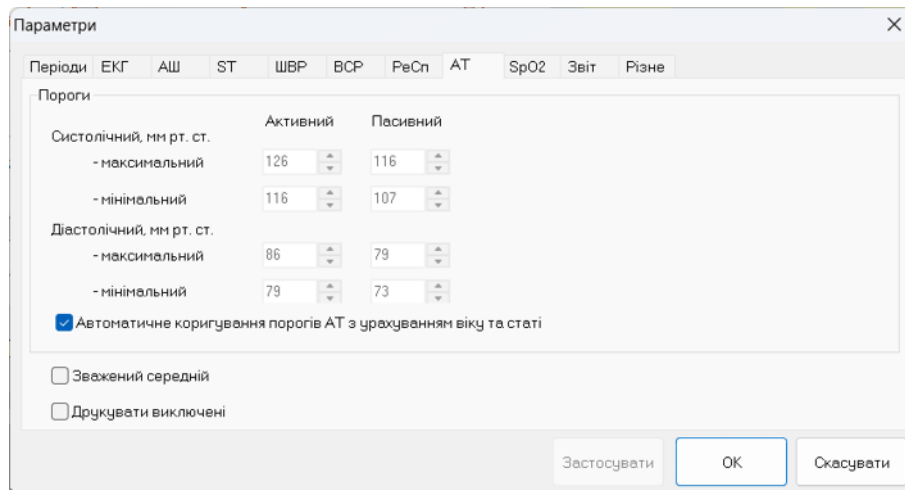 Параметри
Періоди ЕКГ АШ ST ШВР ВСР РеСп АТ SpO2 Звіт Різне
Пороги
Активний Пасивний
Систолічний, мм рт. ст.
- максимальний 126 116
- мінімальний 116 107
Діастолічний, мм рт. ст.
- максимальний 86 79
- мінімальний 79 73
Автоматичне коригування порогів АТ з урахуванням віку та статі
Зважений середній
Друкувати виключені
Застосувати ОК Скасувати